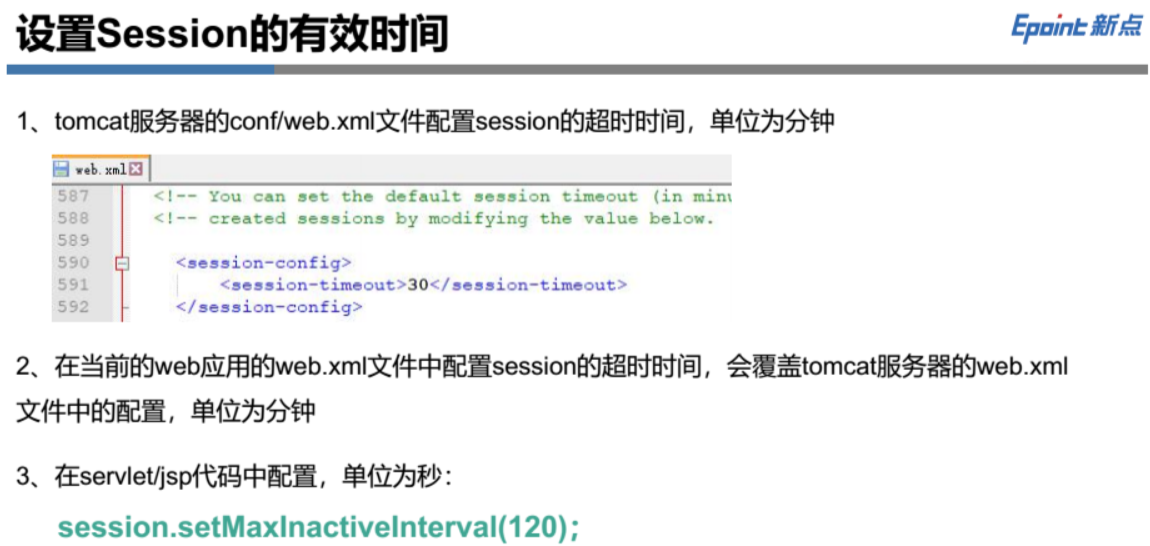 设置Session的有效时间
Epoint 新点
1、tomcat服务器的conf/web.xml文件配置session的超时时间，单位为分钟
web.xml
587 <!-- You can set the default session timeout (in minu
588 <!-- created sessions by modifying the value below.
589
590 <session-config>
591 <session-timeout>30</session-timeout>
592 </session-config>
2、在当前的web应用的web.xml文件中配置session的超时时间，会覆盖tomcat服务器的web.xml
文件中的配置，单位为分钟
3、在servlet/jsp代码中配置，单位为秒：
session.setMaxInactiveInterval(120);